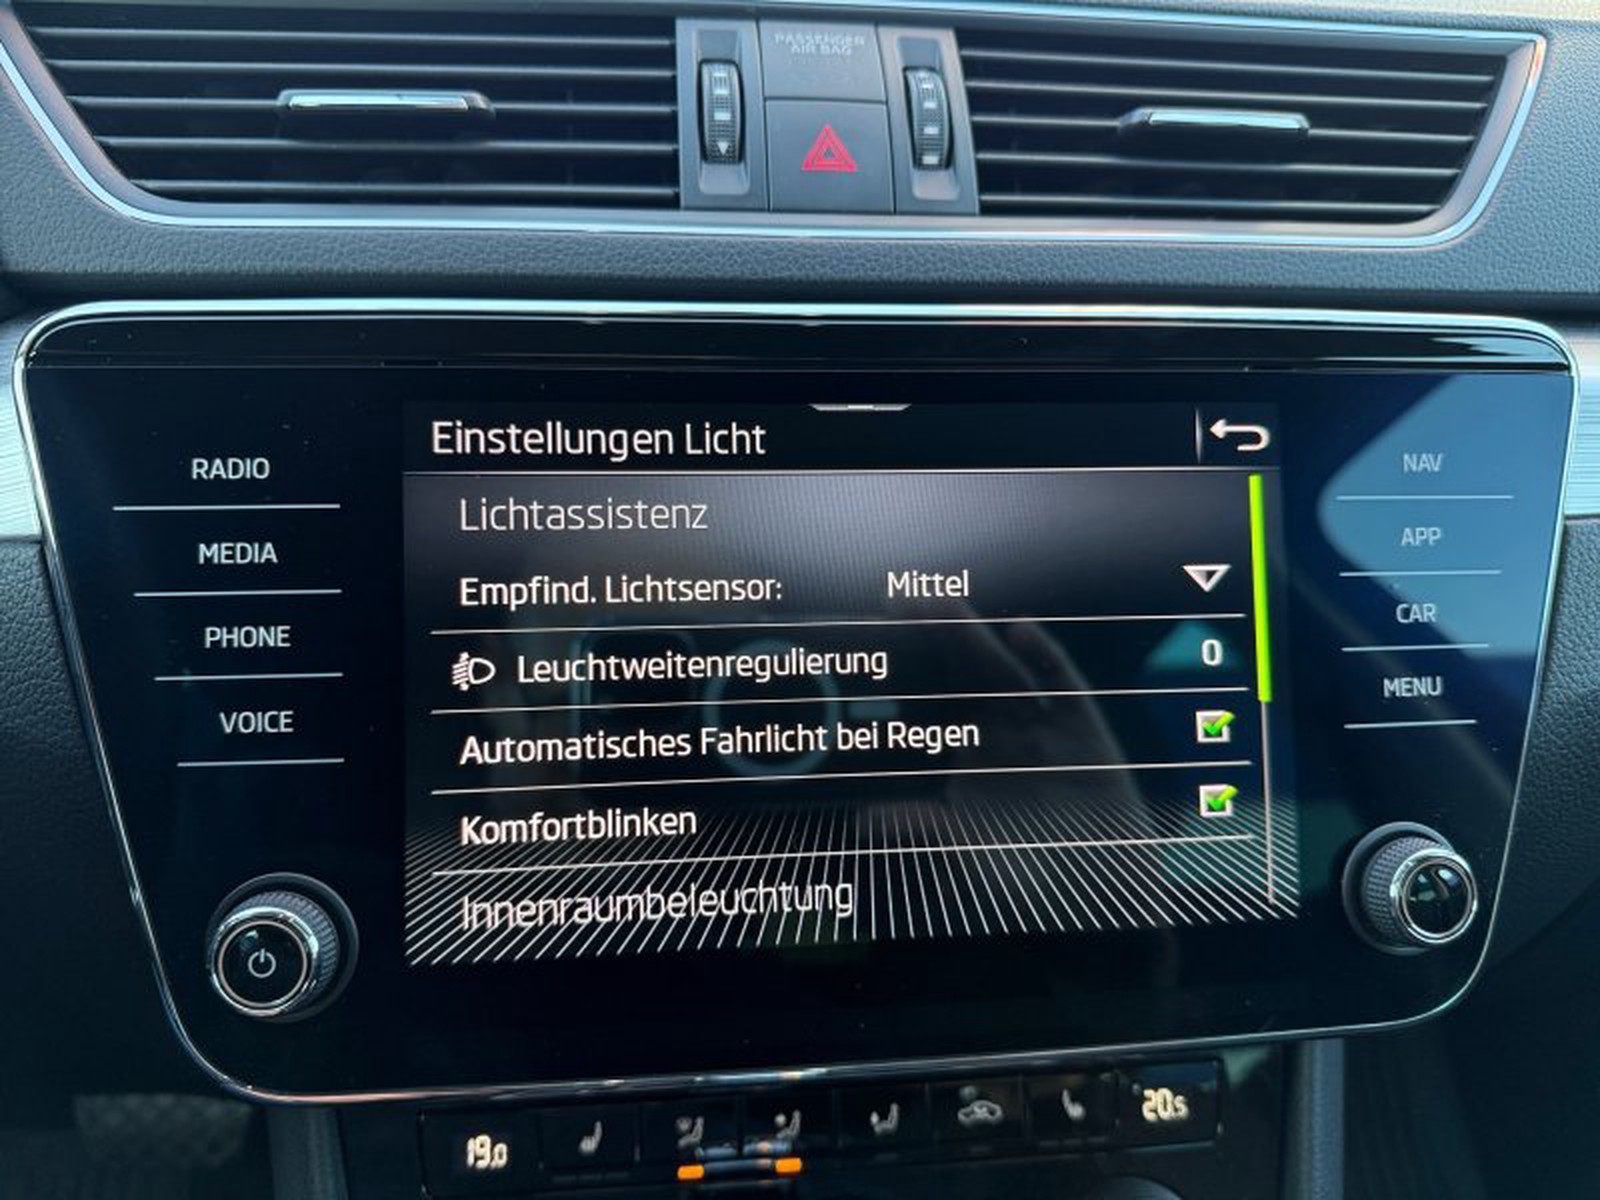 PASSENGER
AIR BAG
Einstellungen Licht
Lichtassistenz
Empfind. Lichtsensor: Mittel
Leuchtweitenregulierung 0
Automatisches Fahrlicht bei Regen
Komfortblinken
Innenraumbeleuchtung
RADIO
MEDIA
PHONE
VOICE
NAV
APP
CAR
MENU
19.0
20.5